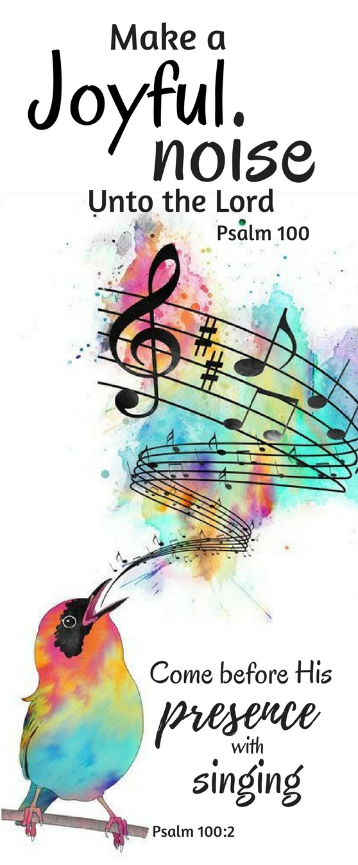 Make a
Joyful.
noise
Unto the Lord
Psalm 100
Come before His
presence
with
singing
Psalm 100:2